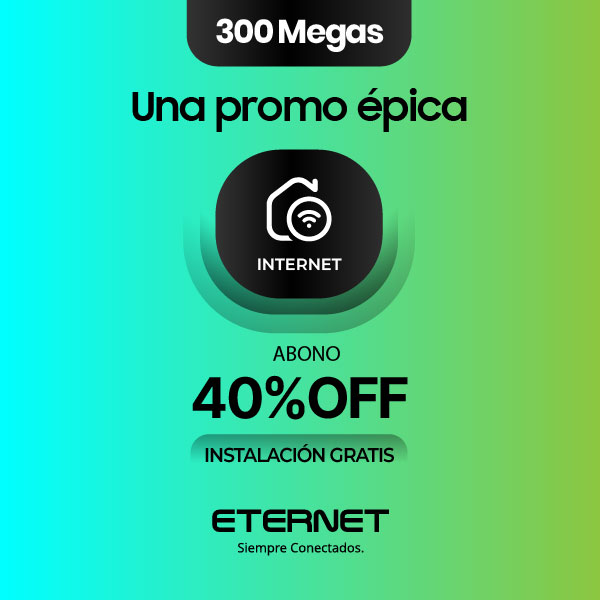 300 Megas
Una promo épica
INTERNET
ABONO
40%OFF
INSTALACIÓN GRATIS
ETERNET
Siempre Conectados.